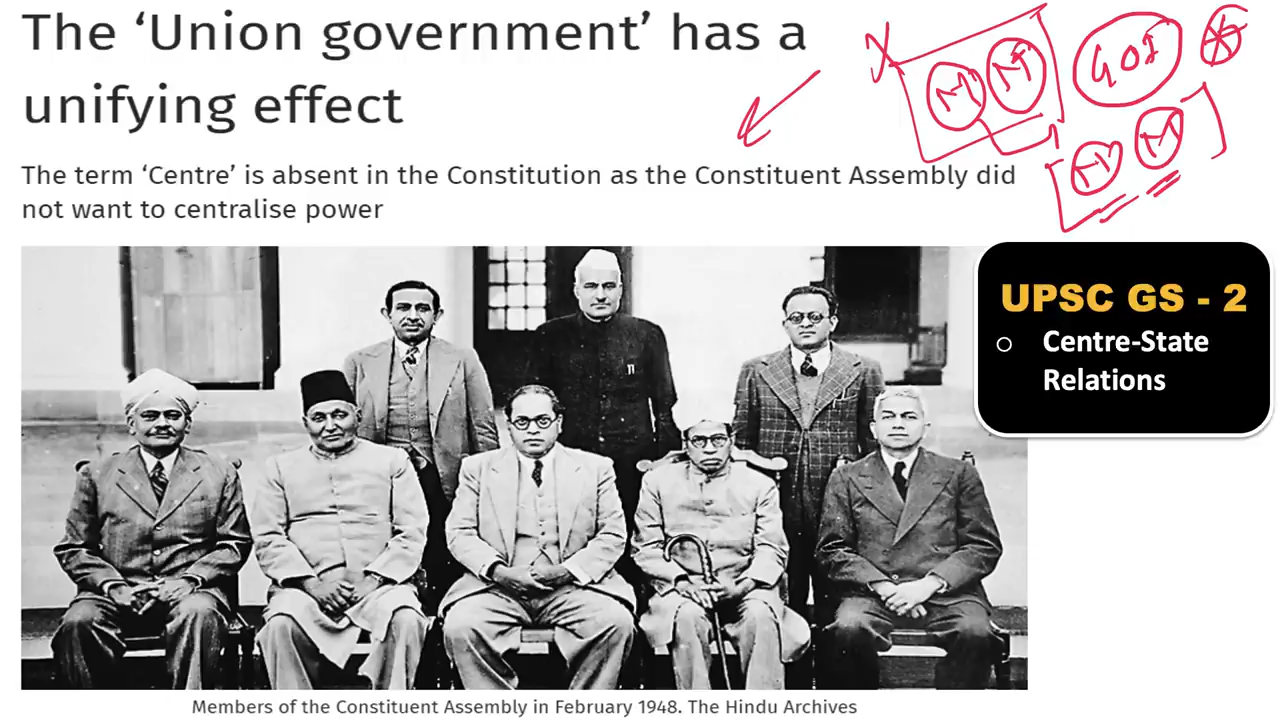 The ‘Union government’ has a
unifying effect
The term ‘Centre’ is absent in the Constitution as the Constituent Assembly did
not want to centralise power
GOI
UPSC GS - 2
Centre-State
Relations
Members of the Constituent Assembly in February 1948. The Hindu Archives